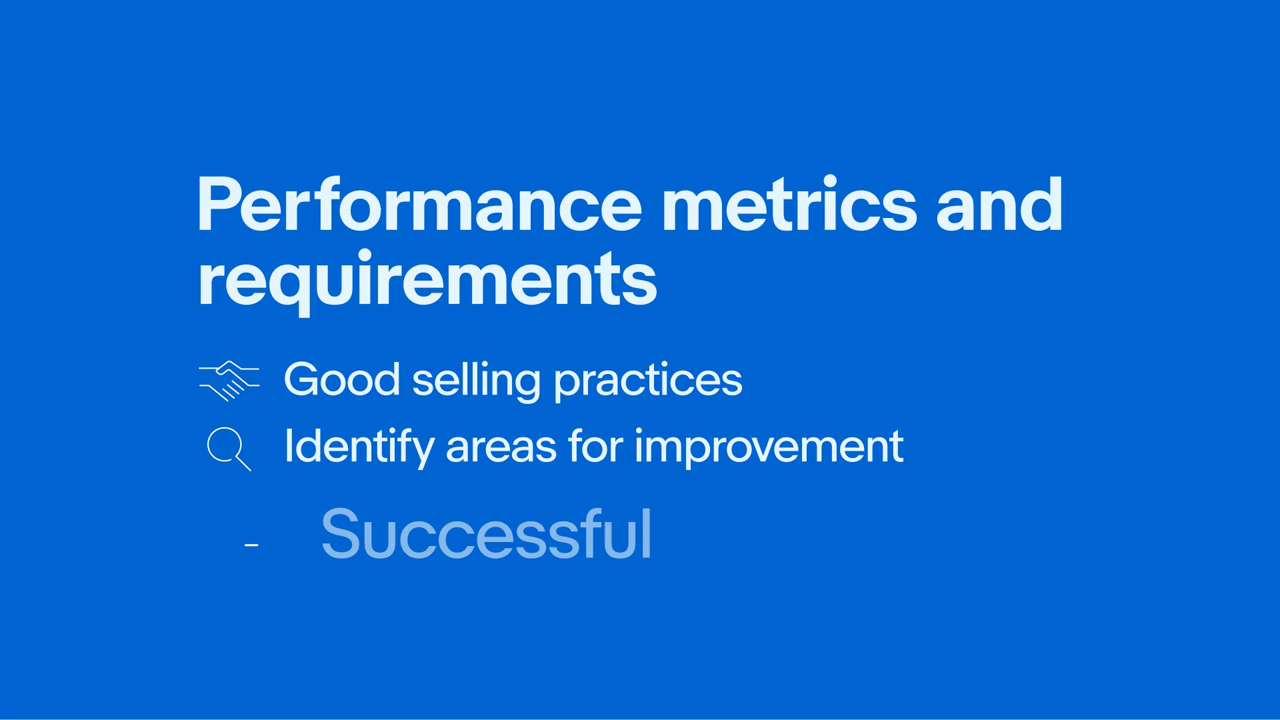 Performance metrics and
requirements
Good selling practices
Identify areas for improvement
Successful